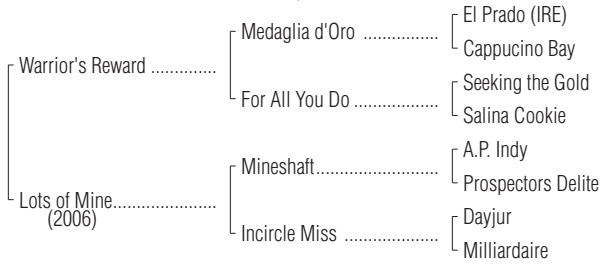 El Prado (IRE)
Medaglia d'Oro ................
Cappucino Bay
Warrior's Reward ..............
Seeking the Gold
For All You Do ..................
Salina Cookie
A.P. Indy
Mineshaft..........................
Prospectors Delite
Lots of Mine......................
(2006)
Dayjur
Incircle Miss ....................
Milliardaire